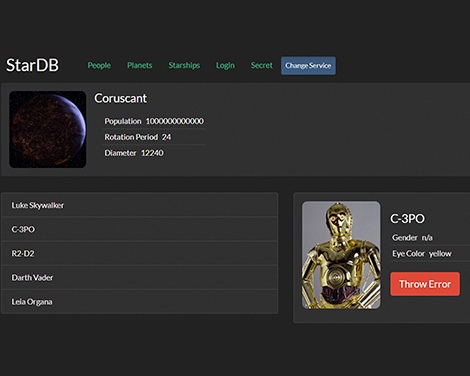 StarDB People Planets Starships Login Secret Change Service
Coruscant
Population 1000000000000
Rotation Period 24
Diameter 12240
Luke Skywalker
C-3PO
R2-D2
Darth Vader
Leia Organa
C-3PO
Gender n/a
Eye Color yellow
Throw Error